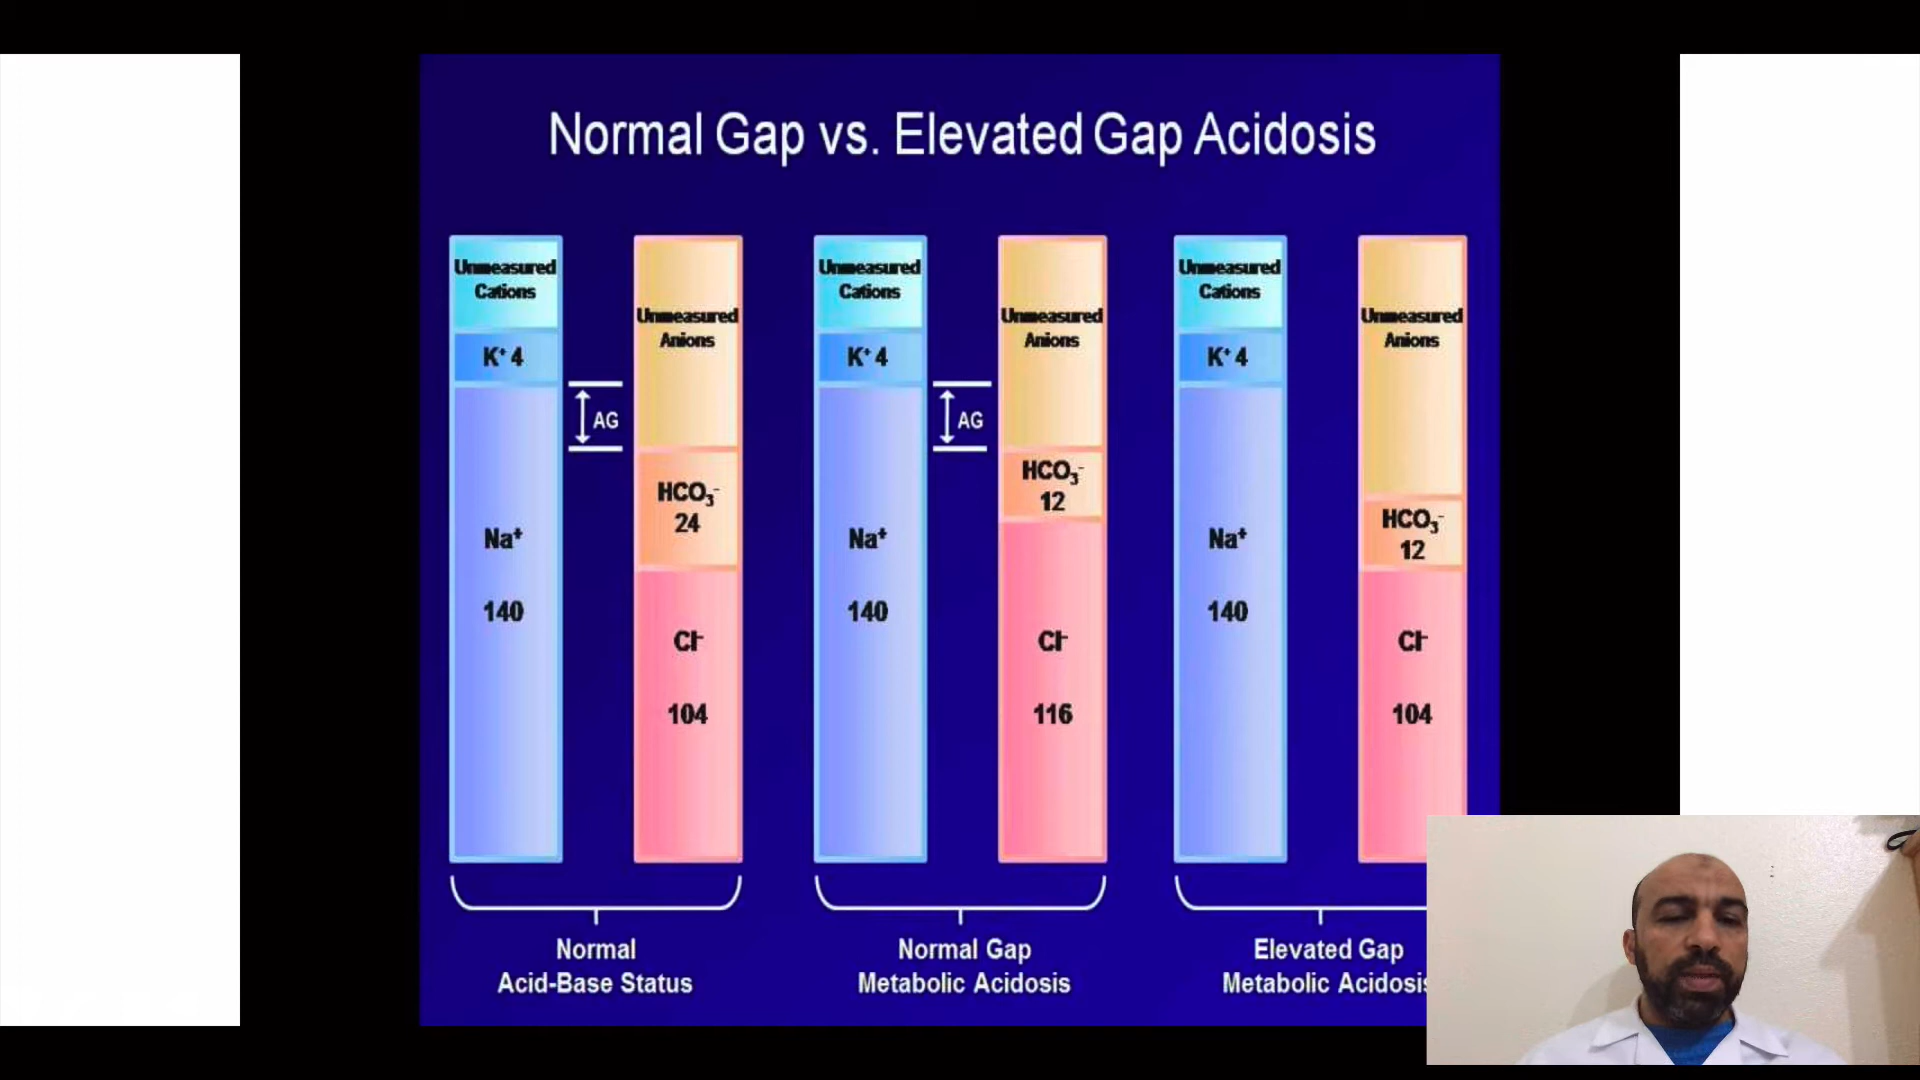 Normal Gap vs. Elevated Gap Acidosis
Unmeasured
Cations
K⁺ 4
Na⁺
140
AG
Unmeasured
Anions
HCO₃⁻
24
Cl⁻
104
Normal
Acid-Base Status
Unmeasured
Cations
K⁺ 4
Na⁺
140
AG
Unmeasured
Anions
HCO₃⁻
12
Cl⁻
116
Normal Gap
Metabolic Acidosis
Unmeasured
Cations
K⁺ 4
Na⁺
140
Unmeasured
Anions
HCO₃⁻
12
Cl⁻
104
Elevated Gap
Metabolic Acidosis